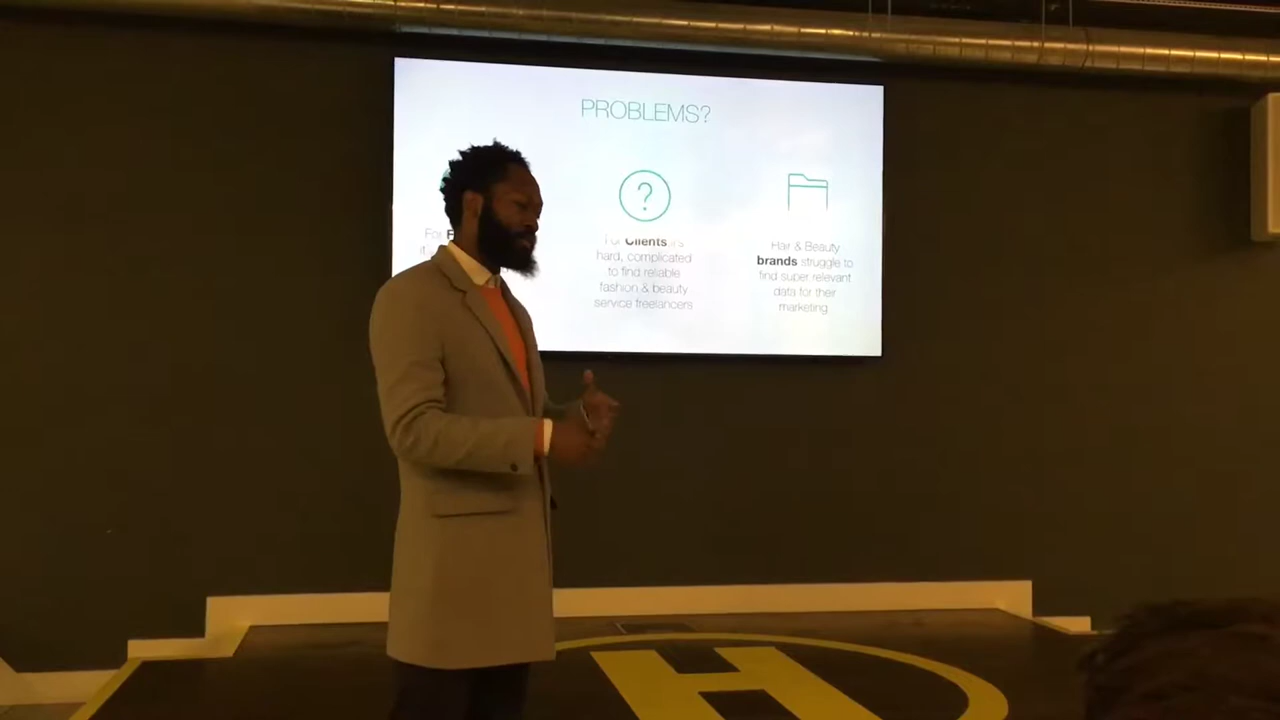 PROBLEMS?
?
For
For Clients
hard, complicated
to find reliable
fashion & beauty
service freelancers
Hair & Beauty
brands struggle to
find super relevant
data for their
marketing
H